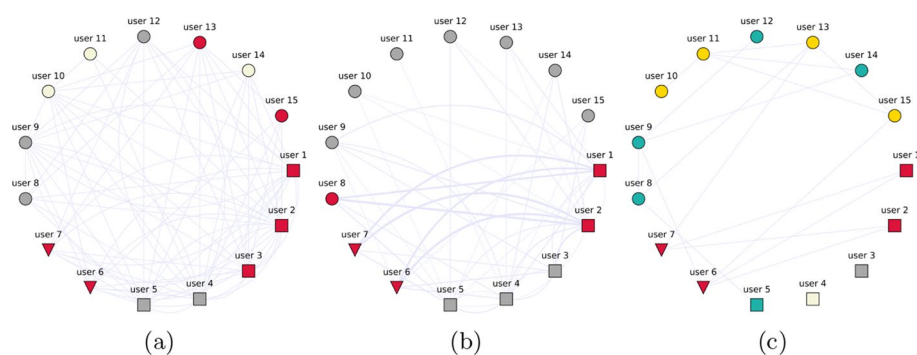 user 12
user 13
user 11
user 14
user 10
user 15
user 9
user 1
user 8
user 2
user 7
user 3
user 6
user 4
user 5
(a)
user 12
user 13
user 11
user 14
user 10
user 15
user 9
user 1
user 8
user 2
user 7
user 3
user 6
user 4
user 5
(b)
user 12
user 13
user 11
user 14
user 10
user 15
user 9
user 1
user 8
user 2
user 7
user 3
user 6
user 4
user 5
(c)